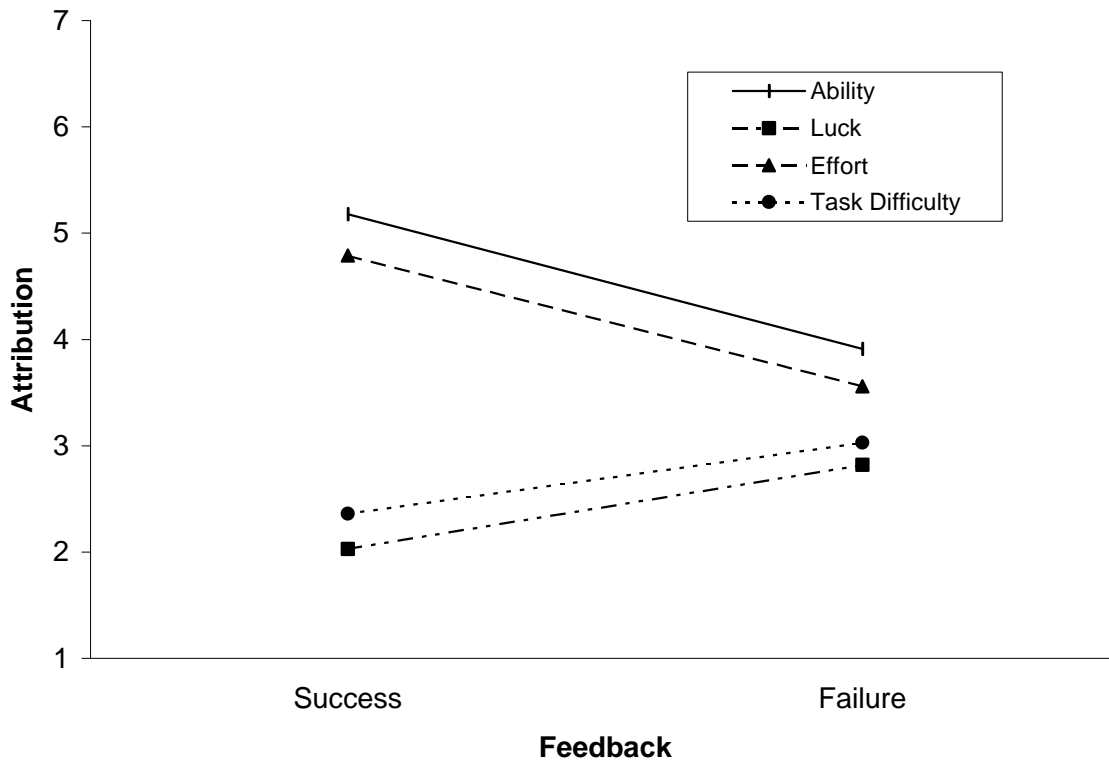 7
6
5
4
3
2
1
Attribution
Ability
Luck
Effort
Task Difficulty
Success
Failure
Feedback